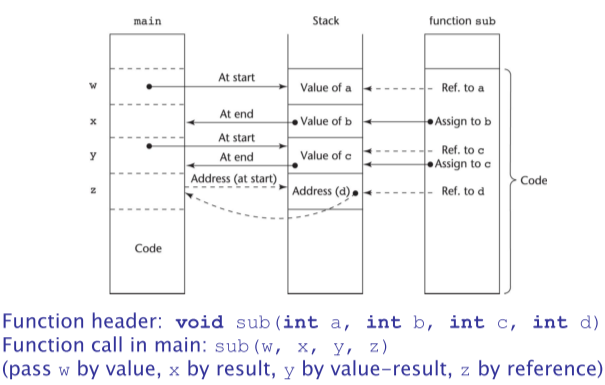 main Stack function sub
At start
w Value of a Ref. to a
At end
x Value of b Assign to b
At start
Ref. to c
y At end Value of c Assign to c
Address (at start)
z Address (d) Ref. to d
Code
Code
Function header: void sub(int a, int b, int c, int d)
Function call in main: sub(w, x, y, z)
(pass w by value, x by result, y by value-result, z by reference)